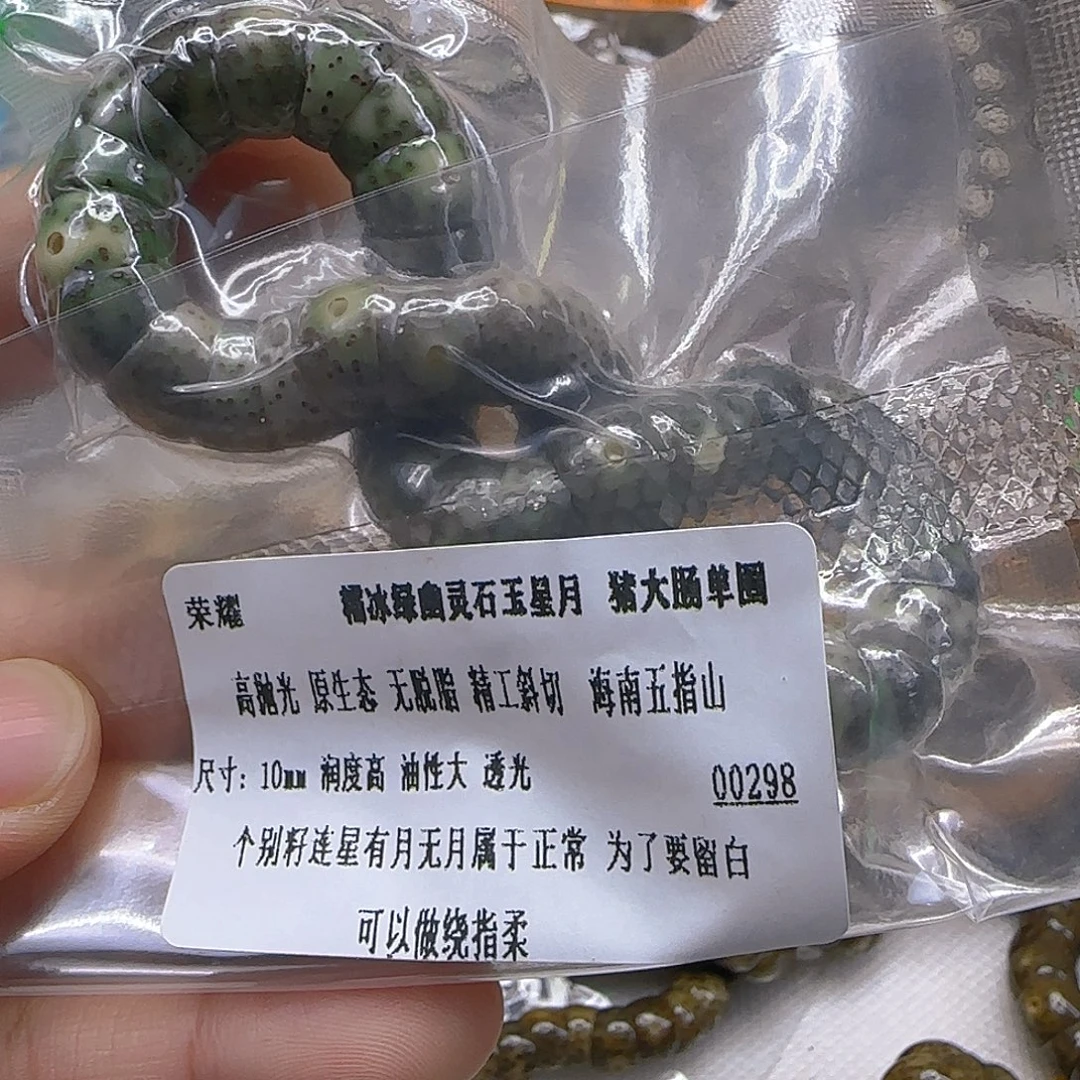 荣耀 糯冰绿幽灵石玉星月 猪大肠单圈
高抛光 原生态 无脱脂 精工斜切 海南五指山
尺寸: 10mm 润度高 油性大 透光 00298
个别籽连星有月无月属于正常 为了要留白
可以做绕指柔